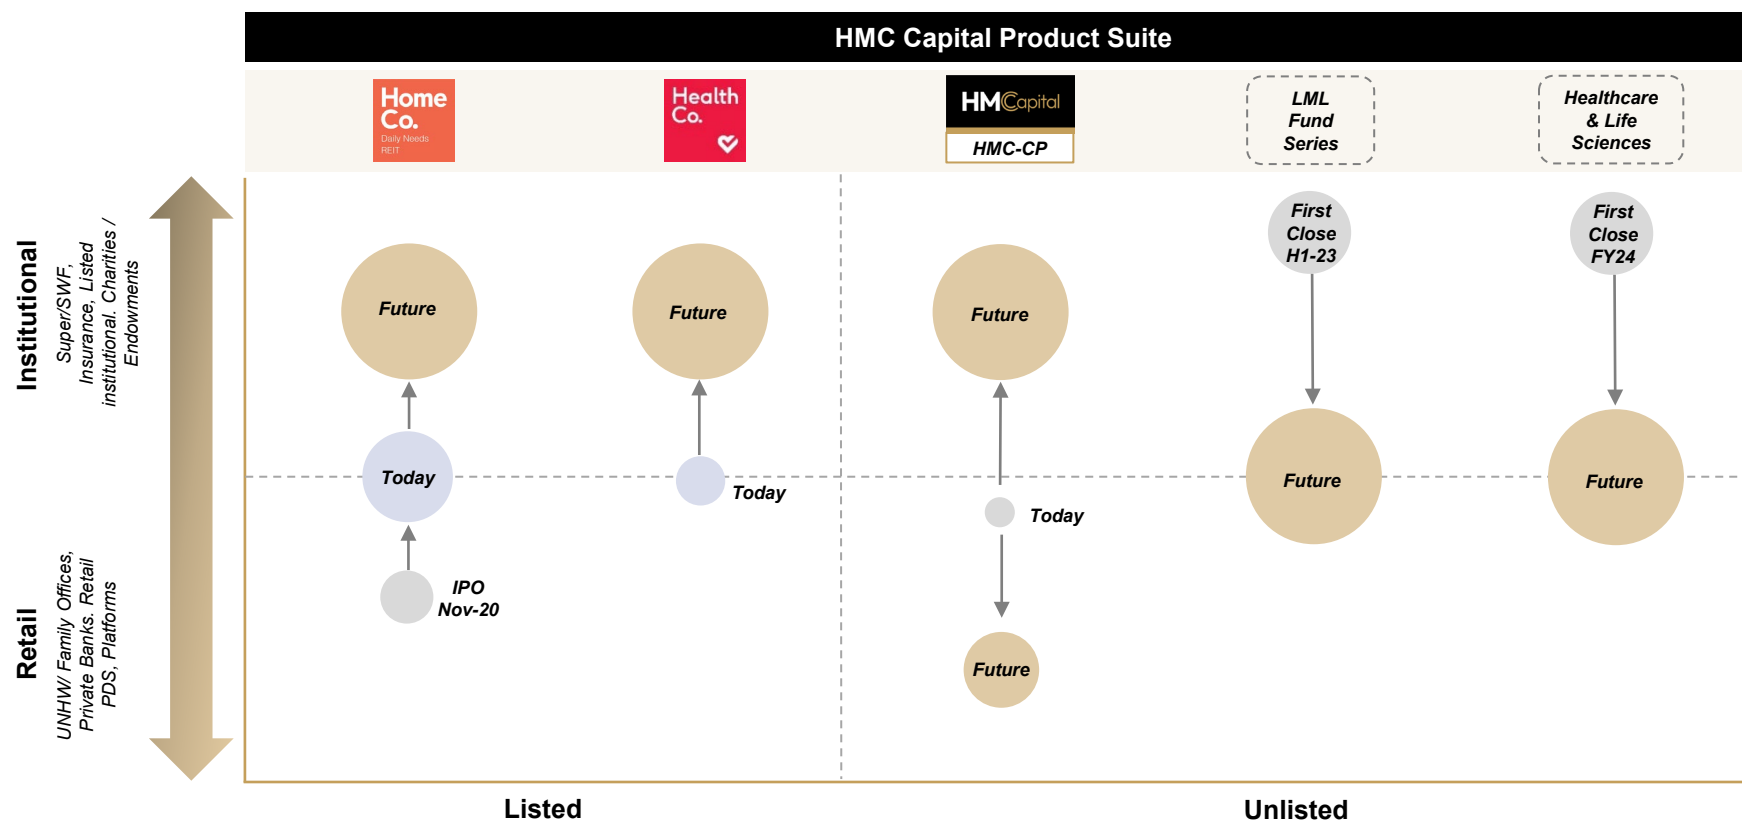 HMC Capital Product Suite
Home
Co.
Daily Needs
REIT
Health
Co.
HMCapital
HMC-CP
LML
Fund
Series
Healthcare
& Life
Sciences
Institutional
Super/SWF,
Insurance, Listed
institutional. Charities /
Endowments
Retail
UNHW/ Family Offices,
Private Banks. Retail
PDS, Platforms
Future
Today
IPO
Nov-20
Future
Today
Future
Today
Future
First
Close
H1-23
Future
First
Close
FY24
Future
Listed
Unlisted